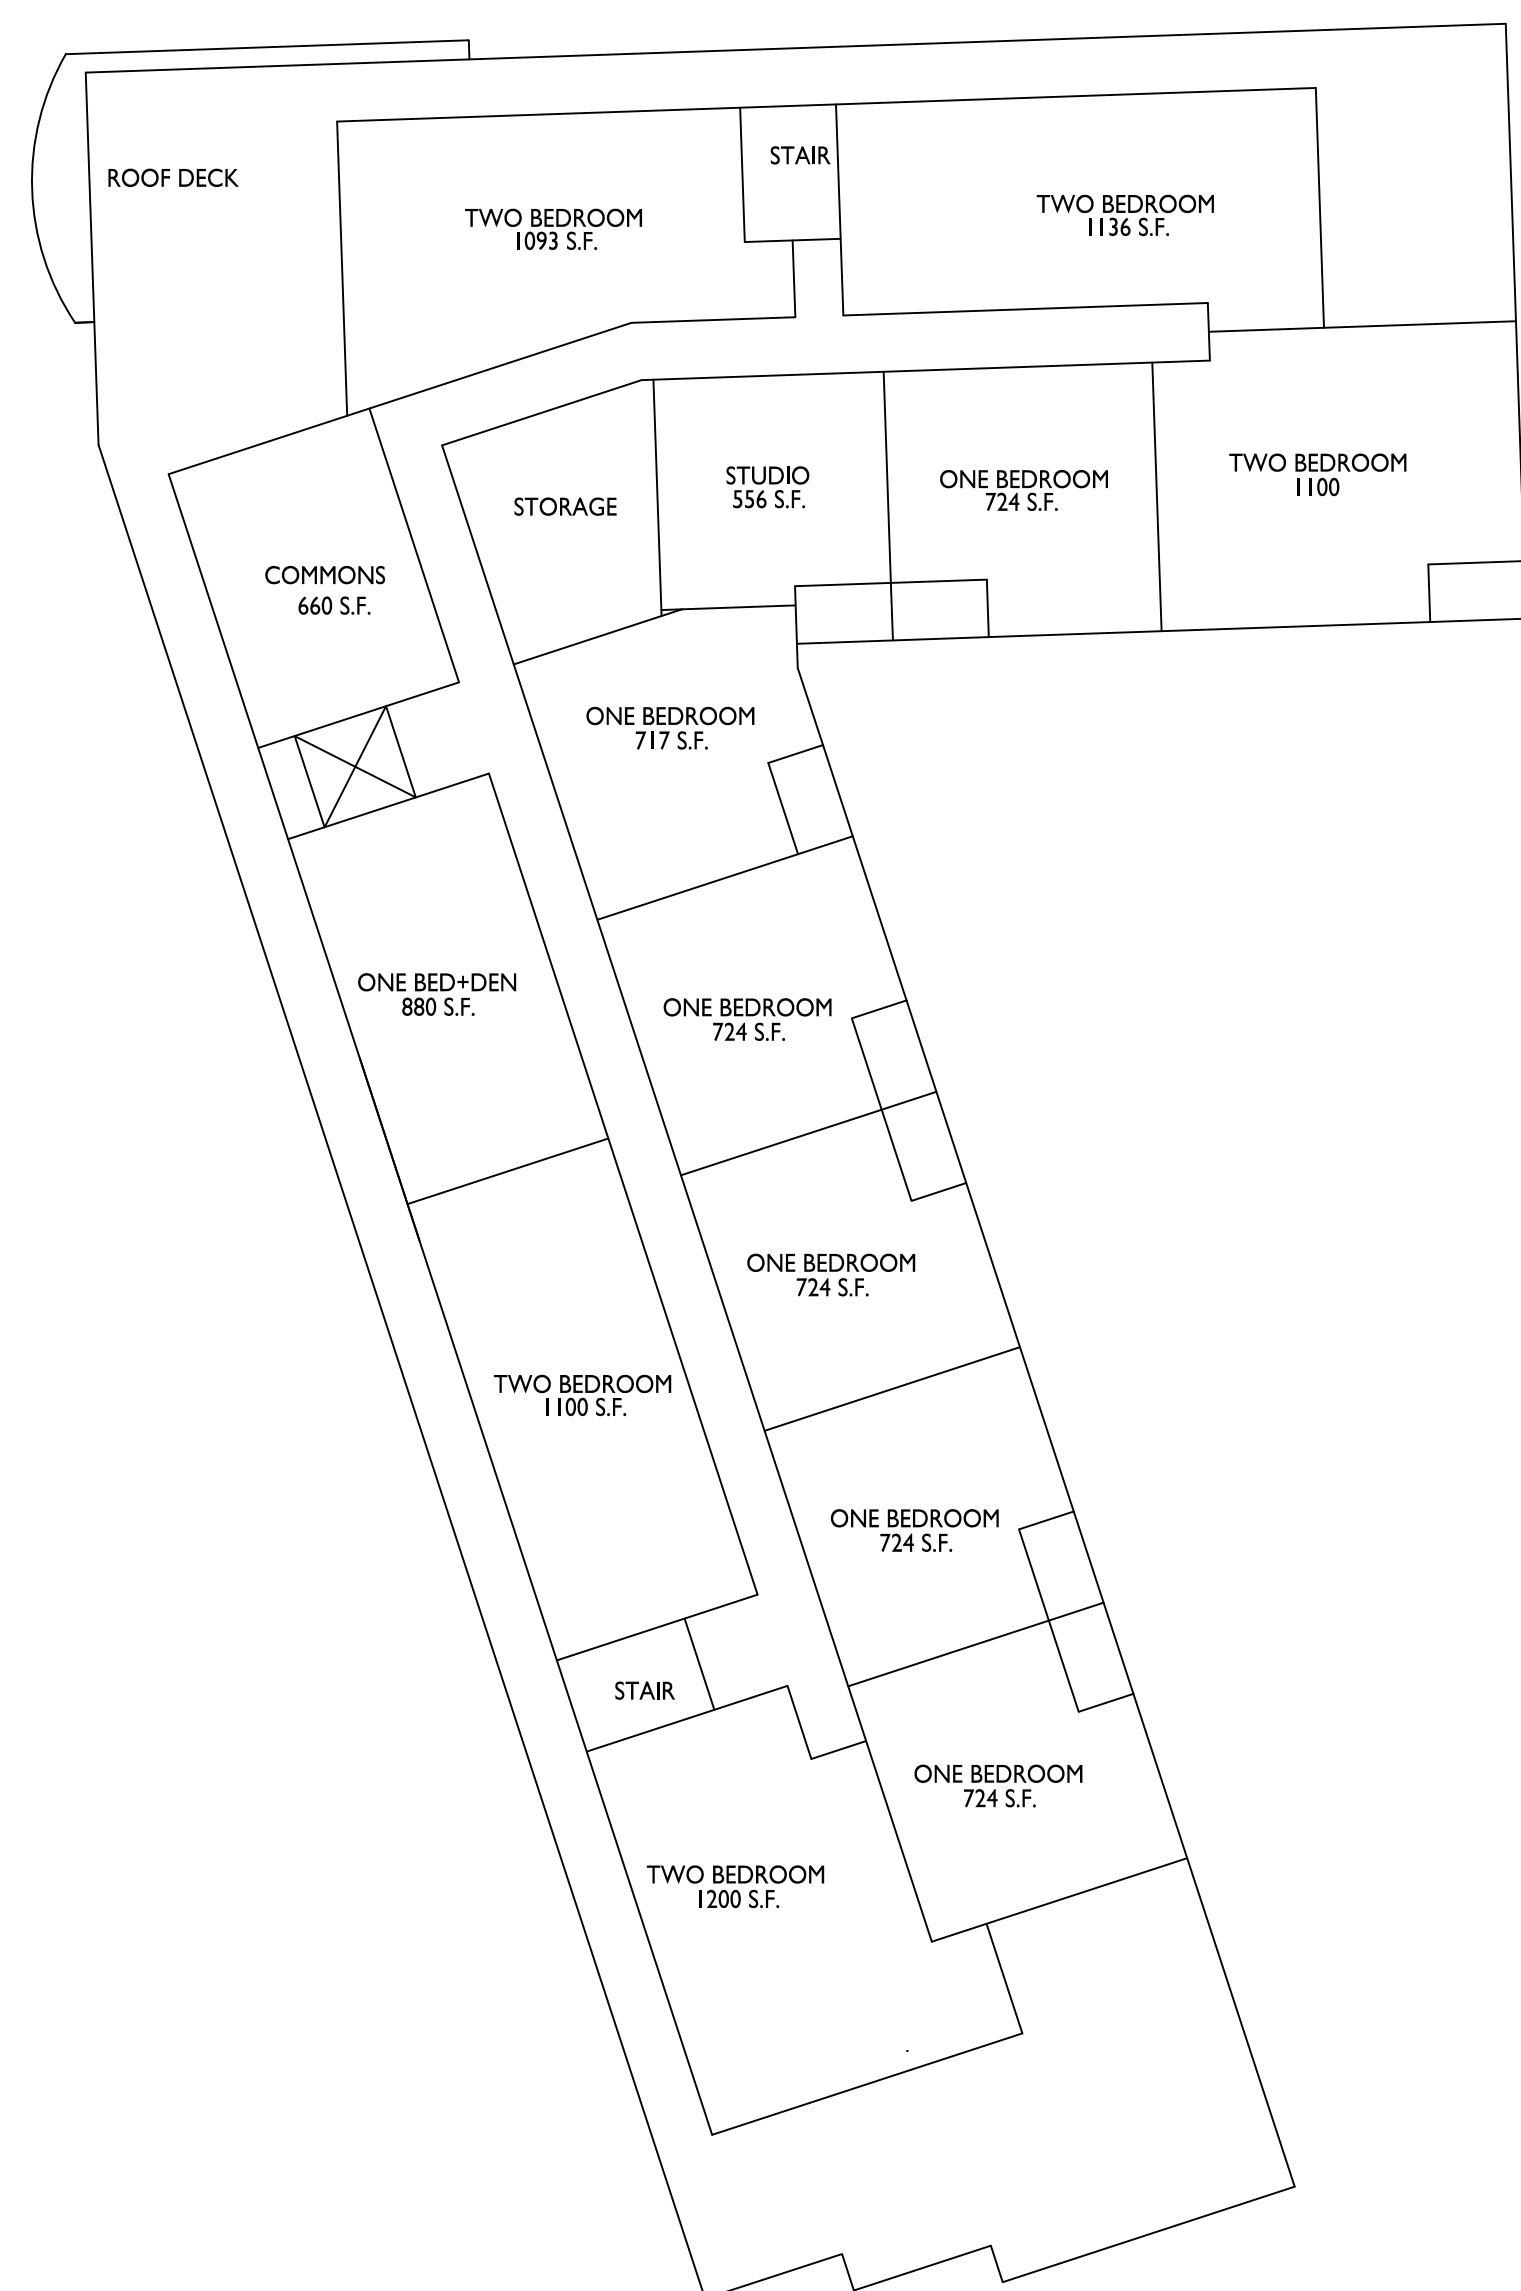 ROOF DECK
TWO BEDROOM
1093 S.F.
STAIR
TWO BEDROOM
1136 S.F.
STORAGE
STUDIO
556 S.F.
ONE BEDROOM
724 S.F.
TWO BEDROOM
1100
COMMONS
660 S.F.
ONE BEDROOM
717 S.F.
ONE BED+DEN
880 S.F.
ONE BEDROOM
724 S.F.
ONE BEDROOM
724 S.F.
TWO BEDROOM
1100 S.F.
ONE BEDROOM
724 S.F.
STAIR
ONE BEDROOM
724 S.F.
TWO BEDROOM
1200 S.F.